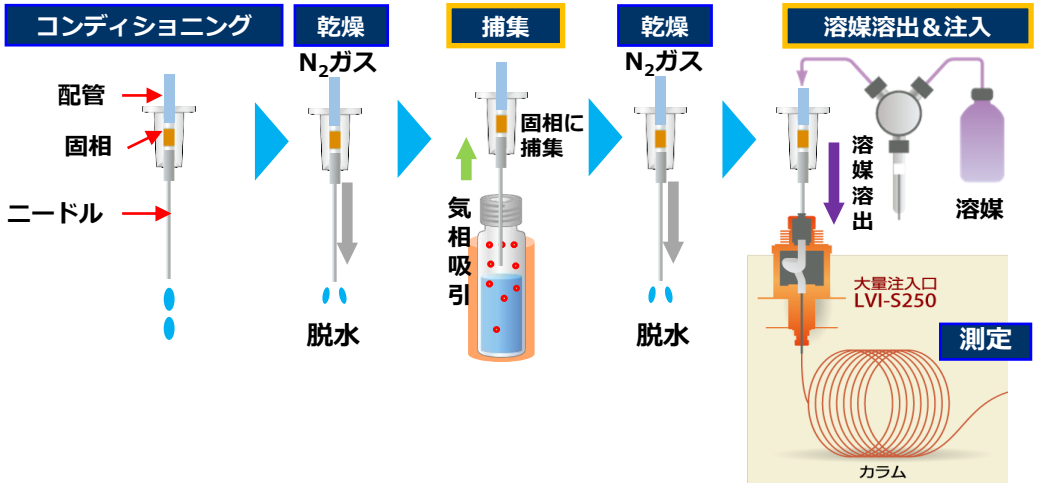 コンディショニング
乾燥
捕集
乾燥
溶媒溶出＆注入
配管
固相
ニードル
N₂ガス
脱水
固相に
捕集
気相吸引
N₂ガス
脱水
溶媒溶出
溶媒
大量注入口
LVI-S250
測定
カラム